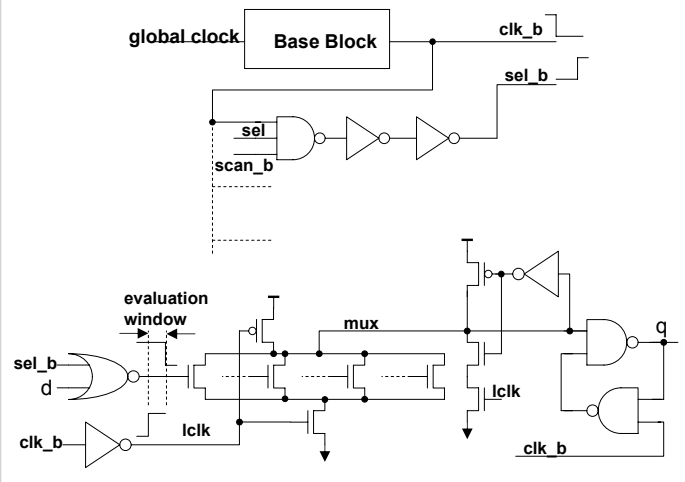 global clock
Base Block
clk_b
sel_b
sel
scan_b
evaluation
window
mux
q
sel_b
d
lclk
clk_b
lclk
clk_b